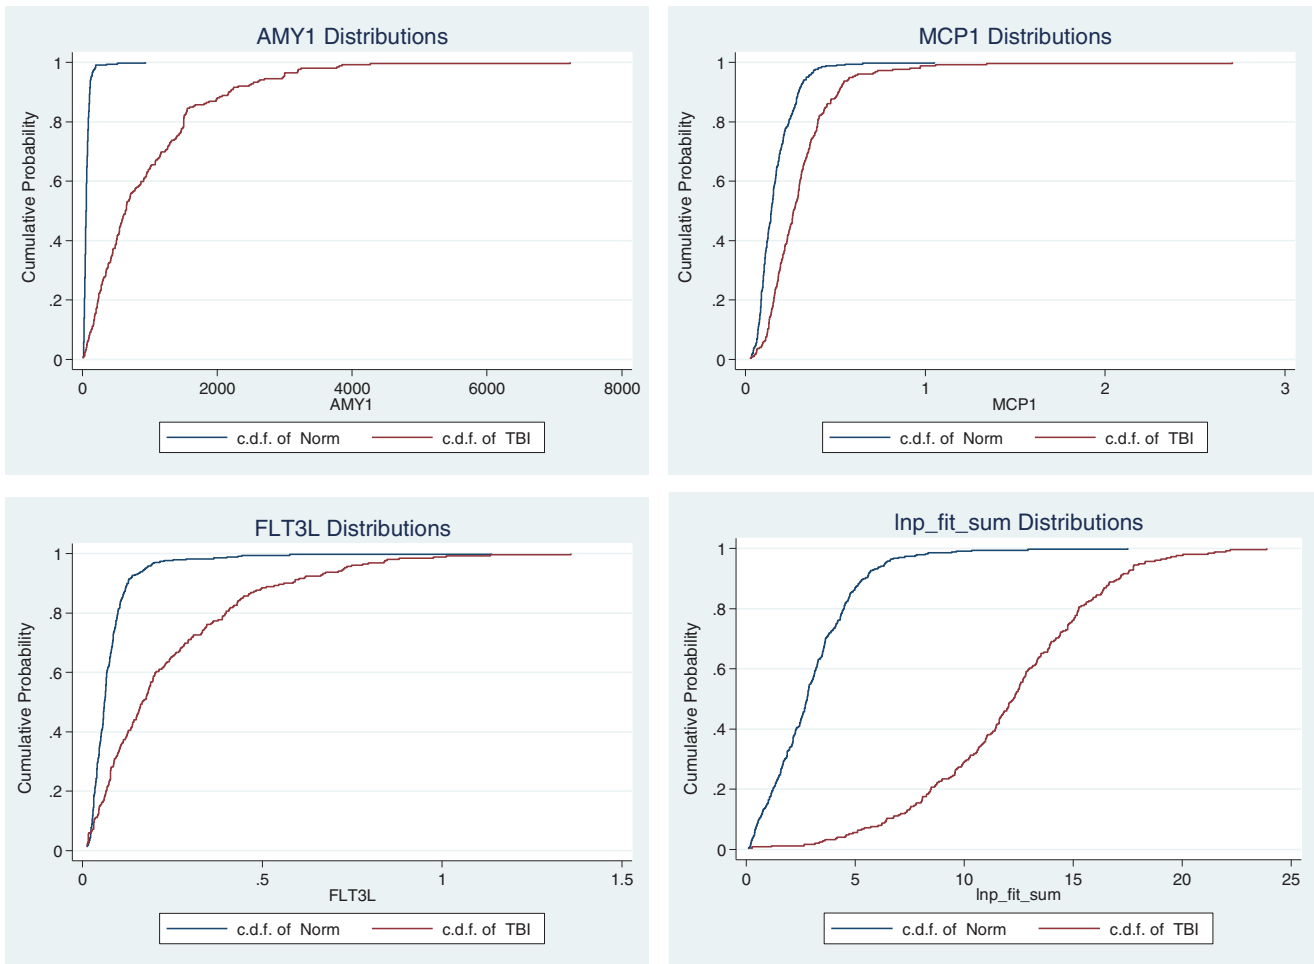 AMY1 Distributions
Cumulative Probability
1
.8
.6
.4
.2
0
0 2000 4000 6000 8000
AMY1
c.d.f. of Norm c.d.f. of TBI
MCP1 Distributions
Cumulative Probability
1
.8
.6
.4
.2
0
0 1 2 3
MCP1
c.d.f. of Norm c.d.f. of TBI
FLT3L Distributions
Cumulative Probability
1
.8
.6
.4
.2
0
0 .5 1 1.5
FLT3L
c.d.f. of Norm c.d.f. of TBI
lnp_fit_sum Distributions
Cumulative Probability
1
.8
.6
.4
.2
0
0 5 10 15 20 25
lnp_fit_sum
c.d.f. of Norm c.d.f. of TBI